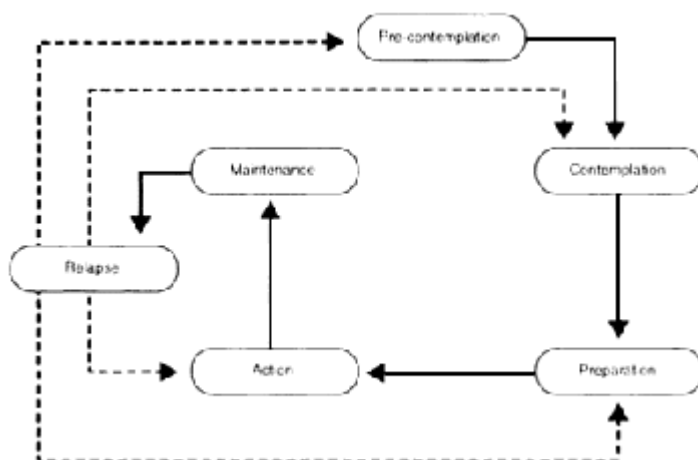 Pre-contemplation
Maintenance
Contemplation
Relapse
Action
Preparation